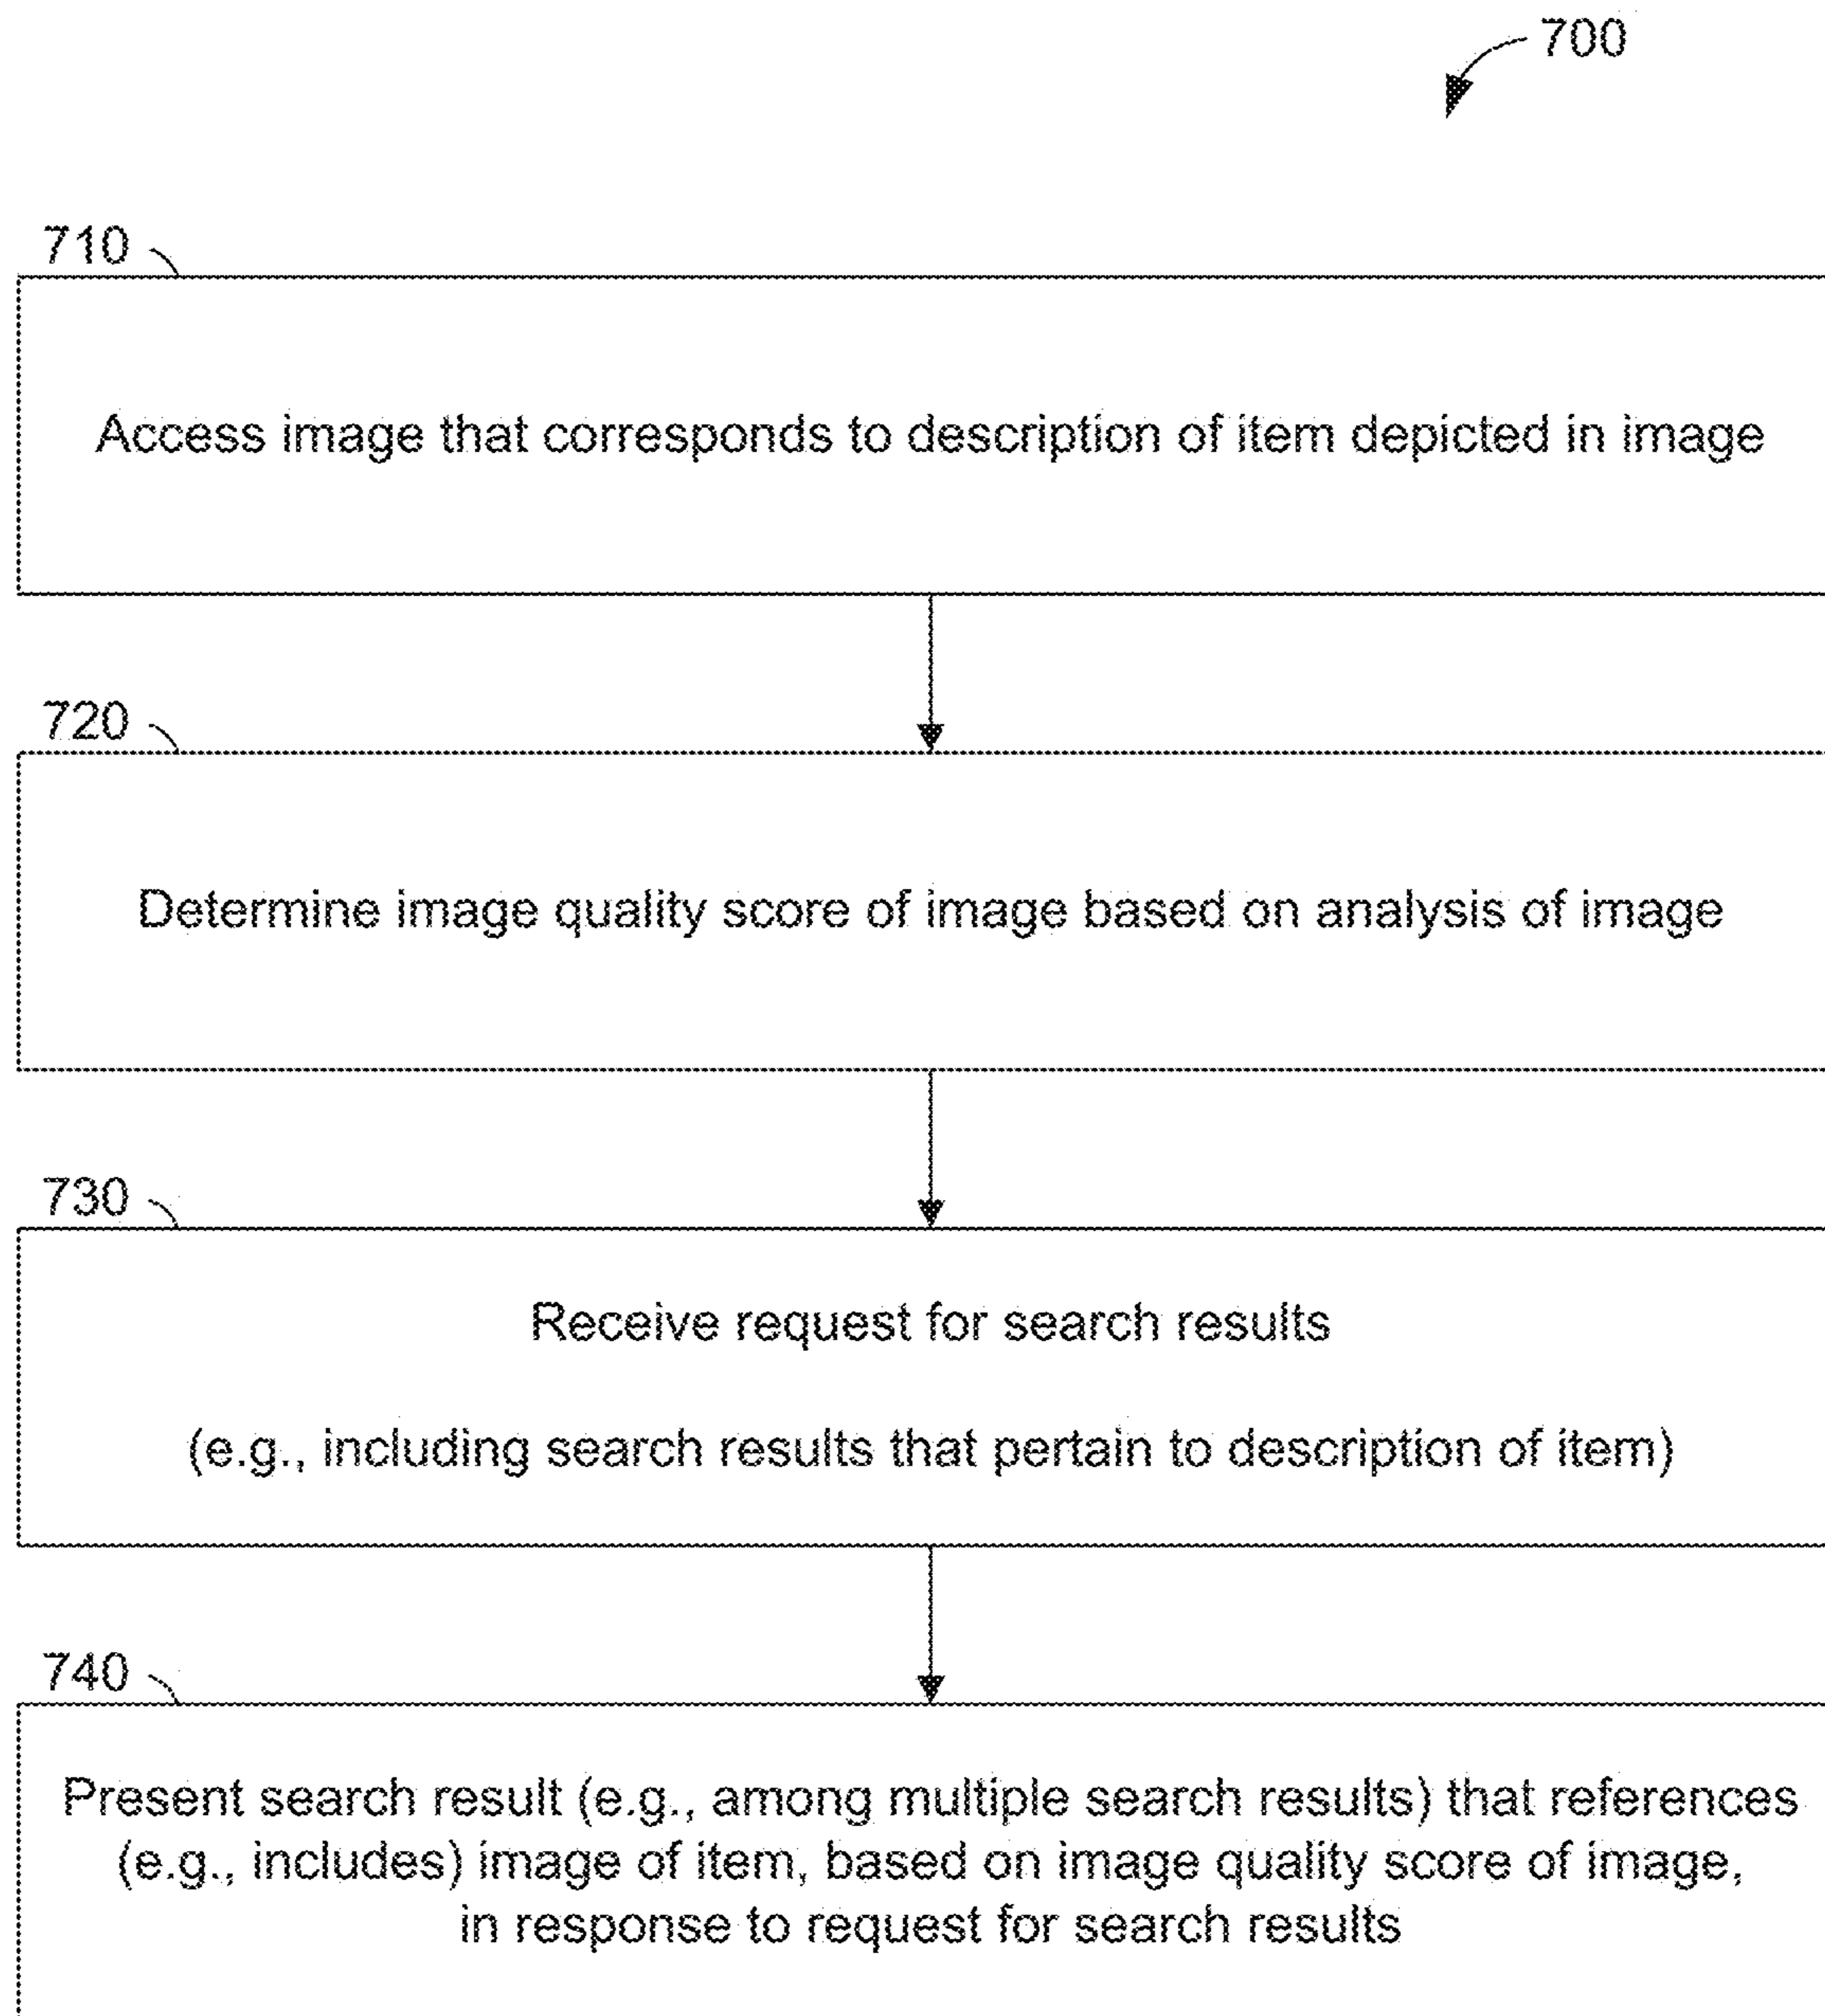 700
710
Access image that corresponds to description of item depicted in image
720
Determine image quality score of image based on analysis of image
730
Receive request for search results
(e.g., including search results that pertain to description of item)
740
Present search result (e.g., among multiple search results) that references
(e.g., includes) image of item, based on image quality score of image,
in response to request for search results